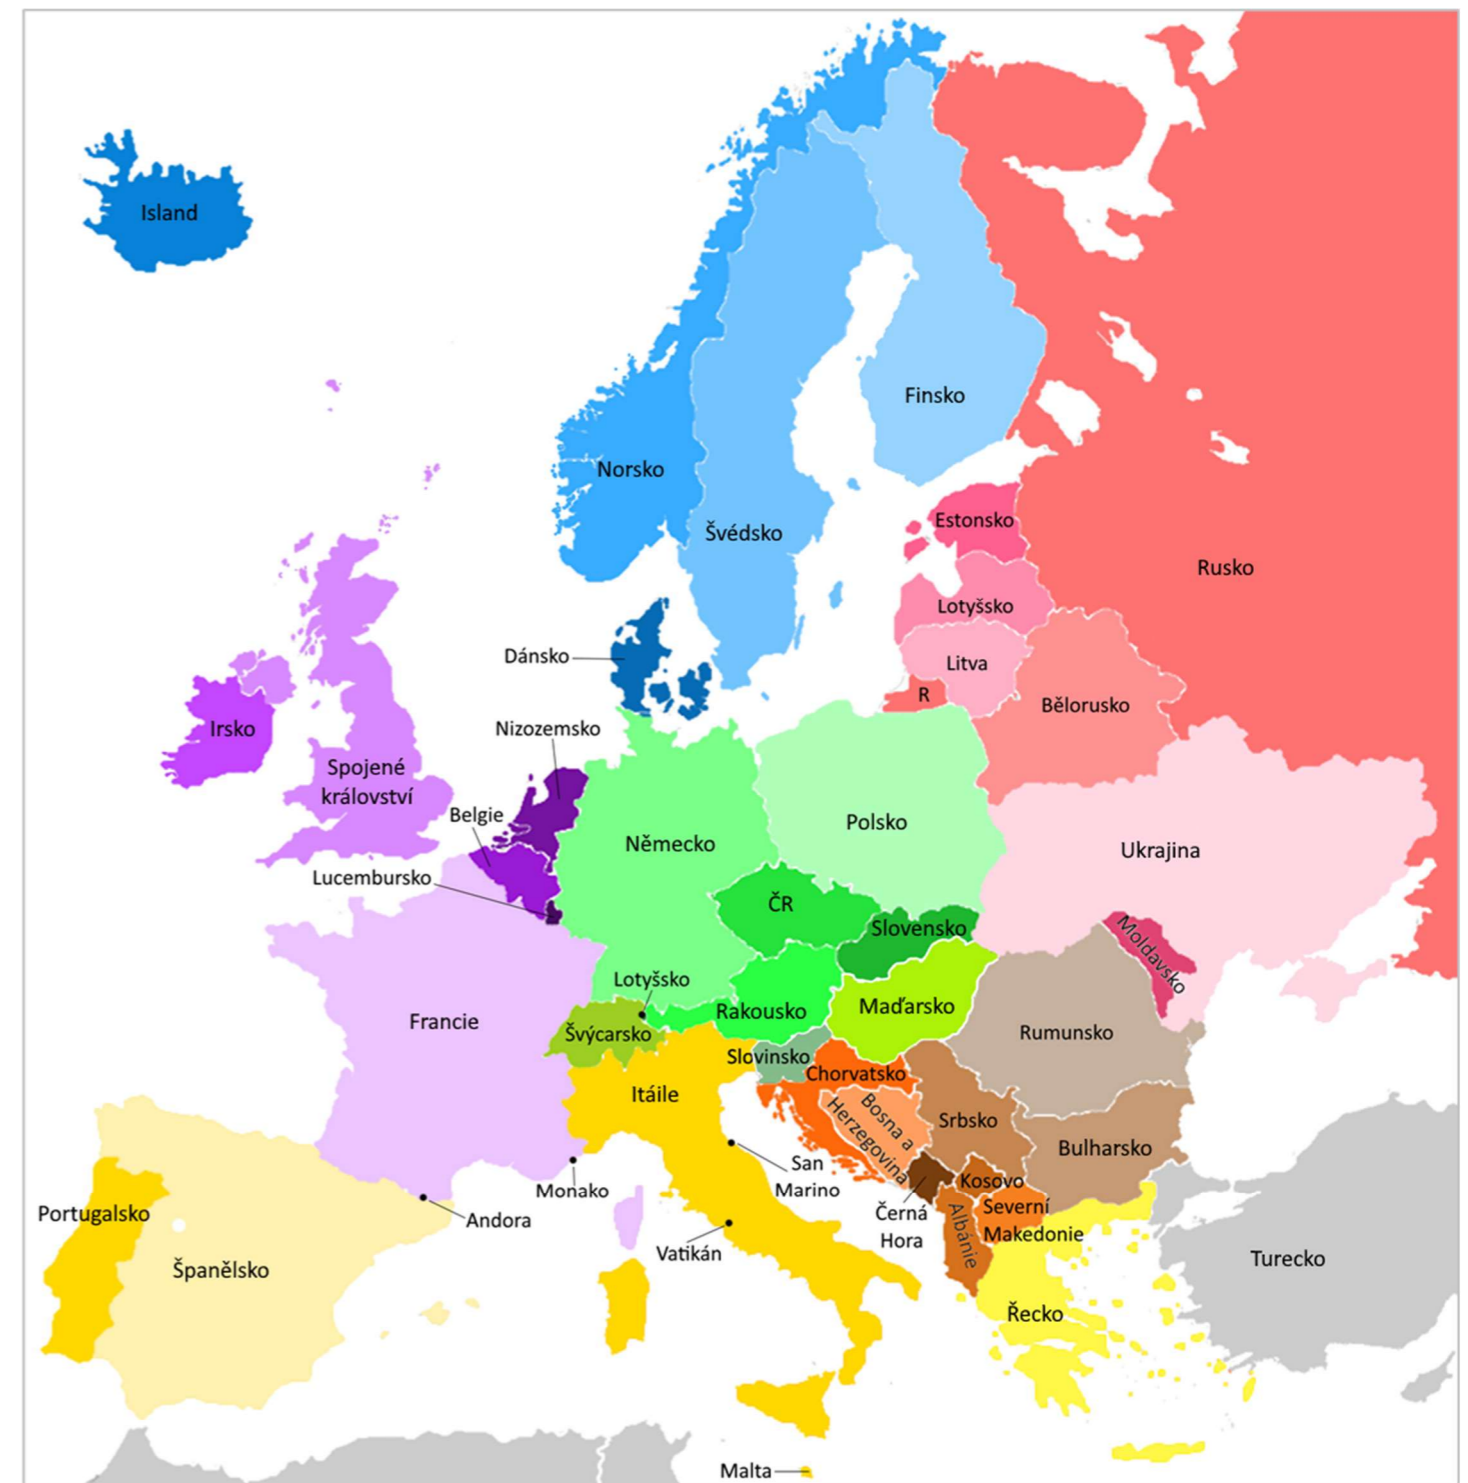 Island
Finsko
Norsko
Švédsko
Estonsko
Rusko
Lotyšsko
Dánsko
Litva
R
Bělorusko
Irsko
Nizozemsko
Spojené
království
Belgie
Německo
Polsko
Ukrajina
Lucembursko
ČR
Slovensko
Moldavsko
Lotyšsko
Francie
Švýcarsko
Rakousko
Maďarsko
Rumunsko
Slovinsko
Chorvatsko
Itáile
Bosna a
Herzegovina
Srbsko
Bulharsko
San
Marino
Monako
Kosovo
Portugalsko
Andora
Černá
Hora
Severní
Makedonie
Albánie
Vatikán
Španělsko
Turecko
Řecko
Malta